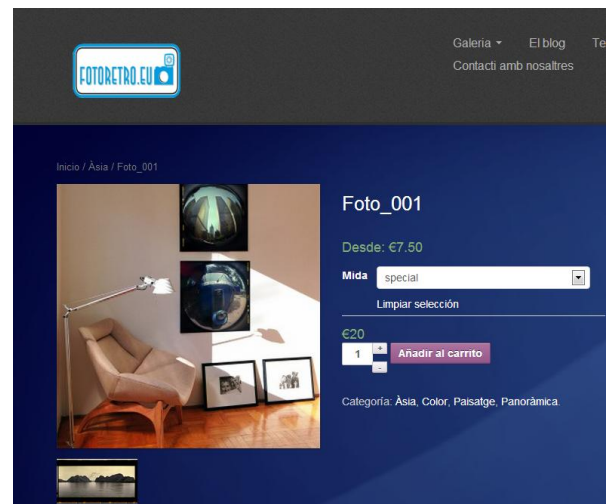 FOTORETRO.EU
Galeria El blog
Contacti amb nosaltres
Inicio / Àsia / Foto_001
Foto_001
Desde: €7.50
Mida special
Limpiar selección
€20
1 + - Añadir al carrito
Categoría: Àsia, Color, Paisatge, Panoràmica.